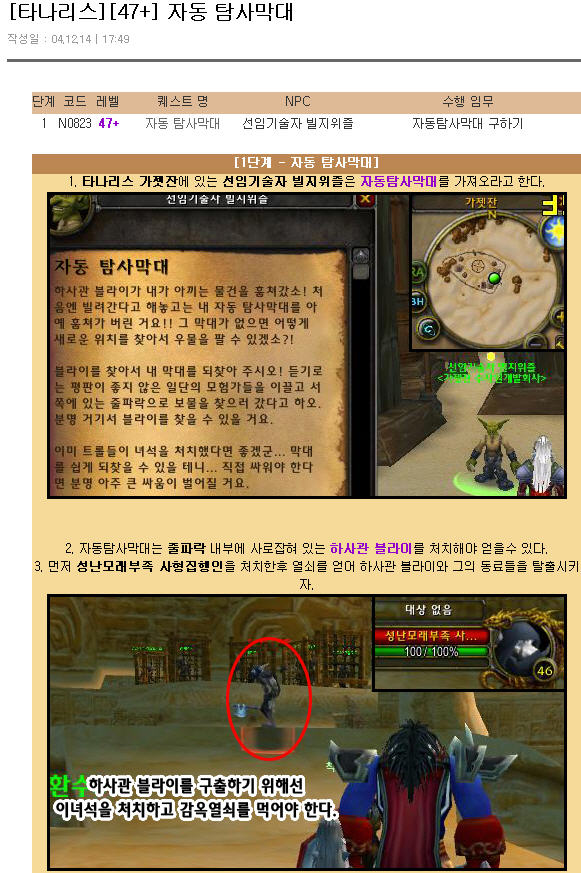 [타나리스][47+] 자동 탐사막대
작성일 : 04.12.14 | 17:49
단계 코드 레벨 퀘스트 명 NPC 수행 임무
1 N0823 47+ 자동 탐사막대 선임기술자 빌지위즐 자동탐사막대 구하기
[1단계 - 자동 탐사막대]
1. 타나리스 가젯잔에 있는 선임기술자 빌지위즐은 자동탐사막대를 가져오라고 한다.
선임기술자 빌지위즐
가젯잔
N
자동 탐사막대
하사관 블라이가 내가 아끼는 물건을 훔쳐갔소! 처
음엔 빌려간다고 해놓고는 내 자동 탐사막대를 아
예 훔쳐가 버린 거요!! 그 막대가 없으면 어떻게
새로운 위치를 찾아서 우물을 팔 수 있겠소?!
블라이를 찾아서 내 막대를 되찾아 주시오! 듣기로
는 평판이 좋지 않은 일단의 모험가들을 이끌고 서
쪽에 있는 줄파락으로 보물을 찾으러 갔다고 하오.
분명 거기서 블라이를 찾을 수 있을 거요.
이미 트롤들이 녀석을 처치했다면 좋겠군... 막대
를 쉽게 되찾을 수 있을 테니... 직접 싸워야 한다
면 분명 아주 큰 싸움이 벌어질 거요.
선임기술자 빌지위즐
2. 자동탐사막대는 줄파락 내부에 사로잡혀 있는 하사관 블라이를 처치해야 얻을수 있다.
3. 먼저 성난모래부족 사형집행인을 처치한후 열쇠를 얻어 하사관 블라이와 그의 동료들을 탈출시키
자.
대상 없음
성난모래부족 사...
100 / 100%
46
척
환수 하사관 블라이를 구출하기 위해선
이녀석을 처치하고 감옥열쇠를 먹어야 한다.